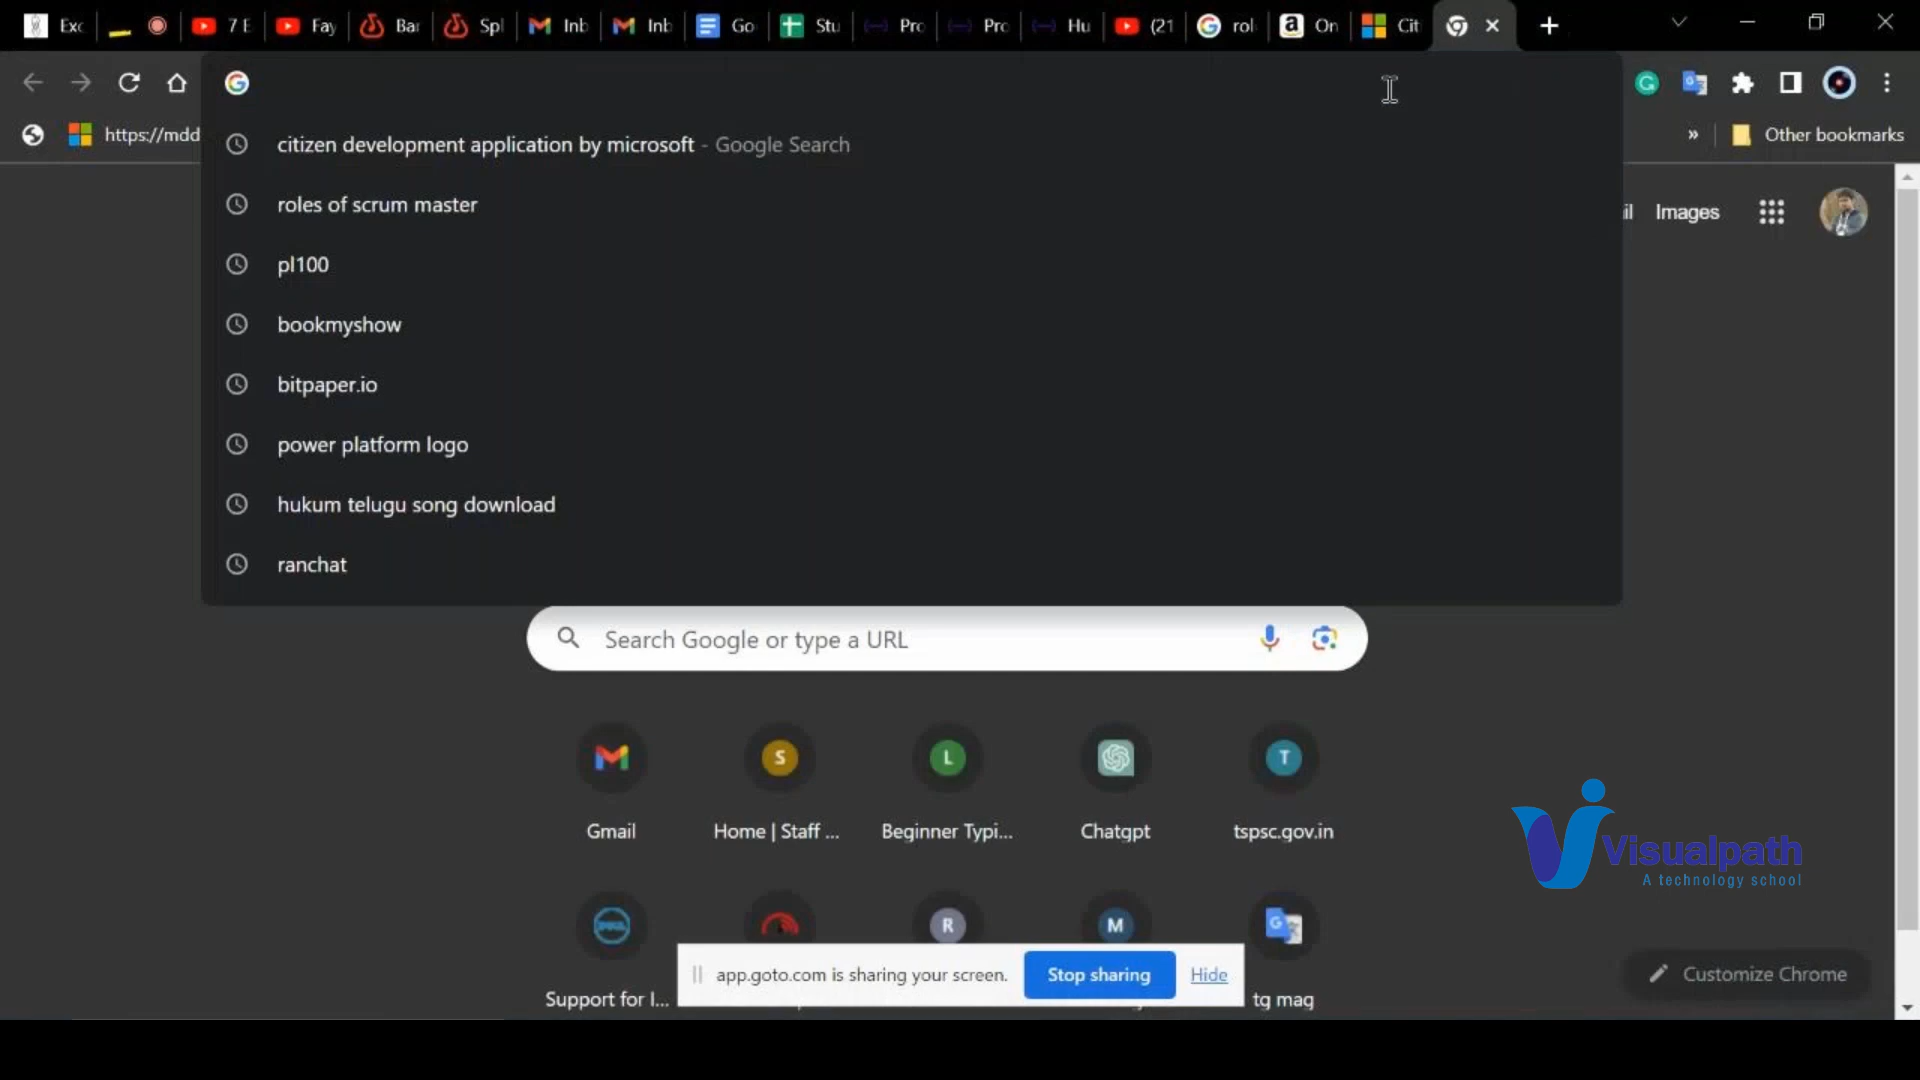 Exc
7 E
Fay
Bar
Spl
Inb
Inb
Go
Stu
Pro
Pro
Hu
(21
rol
On
Cit
https://mdd
»
Other bookmarks
citizen development application by microsoft - Google Search
roles of scrum master
Images
pl100
bookmyshow
bitpaper.io
power platform logo
hukum telugu song download
ranchat
Search Google or type a URL
S
L
T
Gmail
Home | Staff ...
Beginner Typi...
Chatgpt
tspsc.gov.in
Visualpath
A technology school
DELL
R
M
app.goto.com is sharing your screen.
Stop sharing
Hide
Customize Chrome
Support for I...
tg mag